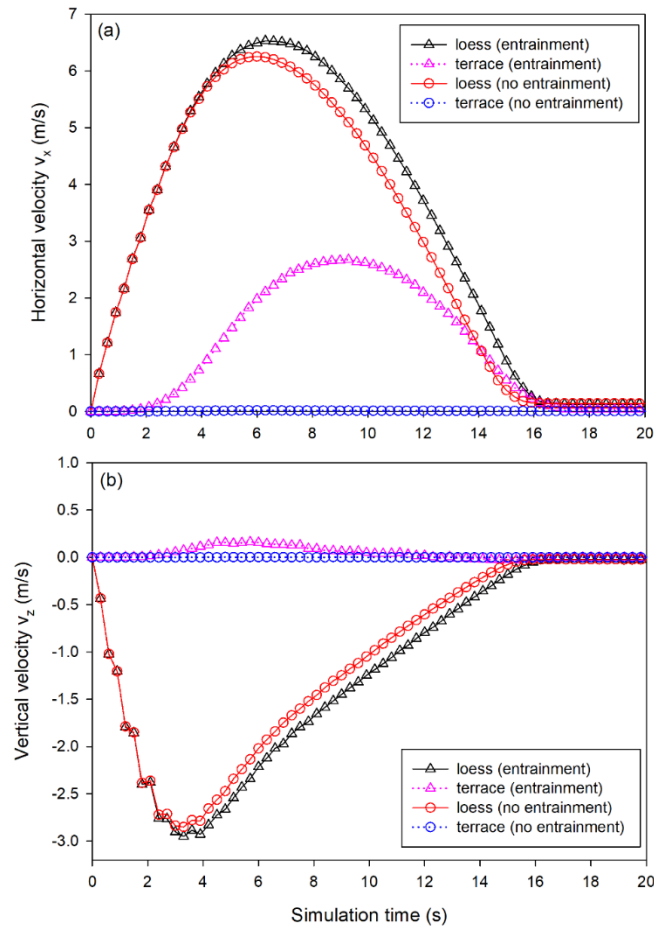 (a)
loess (entrainment)
terrace (entrainment)
loess (no entrainment)
terrace (no entrainment)
Horizontal velocity vx (m/s)
7
6
5
4
3
2
1
0
0 2 4 6 8 10 12 14 16 18 20
(b)
1.0
0.5
0.0
-0.5
-1.0
-1.5
-2.0
-2.5
-3.0
Vertical velocity vz (m/s)
loess (entrainment)
terrace (entrainment)
loess (no entrainment)
terrace (no entrainment)
0 2 4 6 8 10 12 14 16 18 20
Simulation time (s)